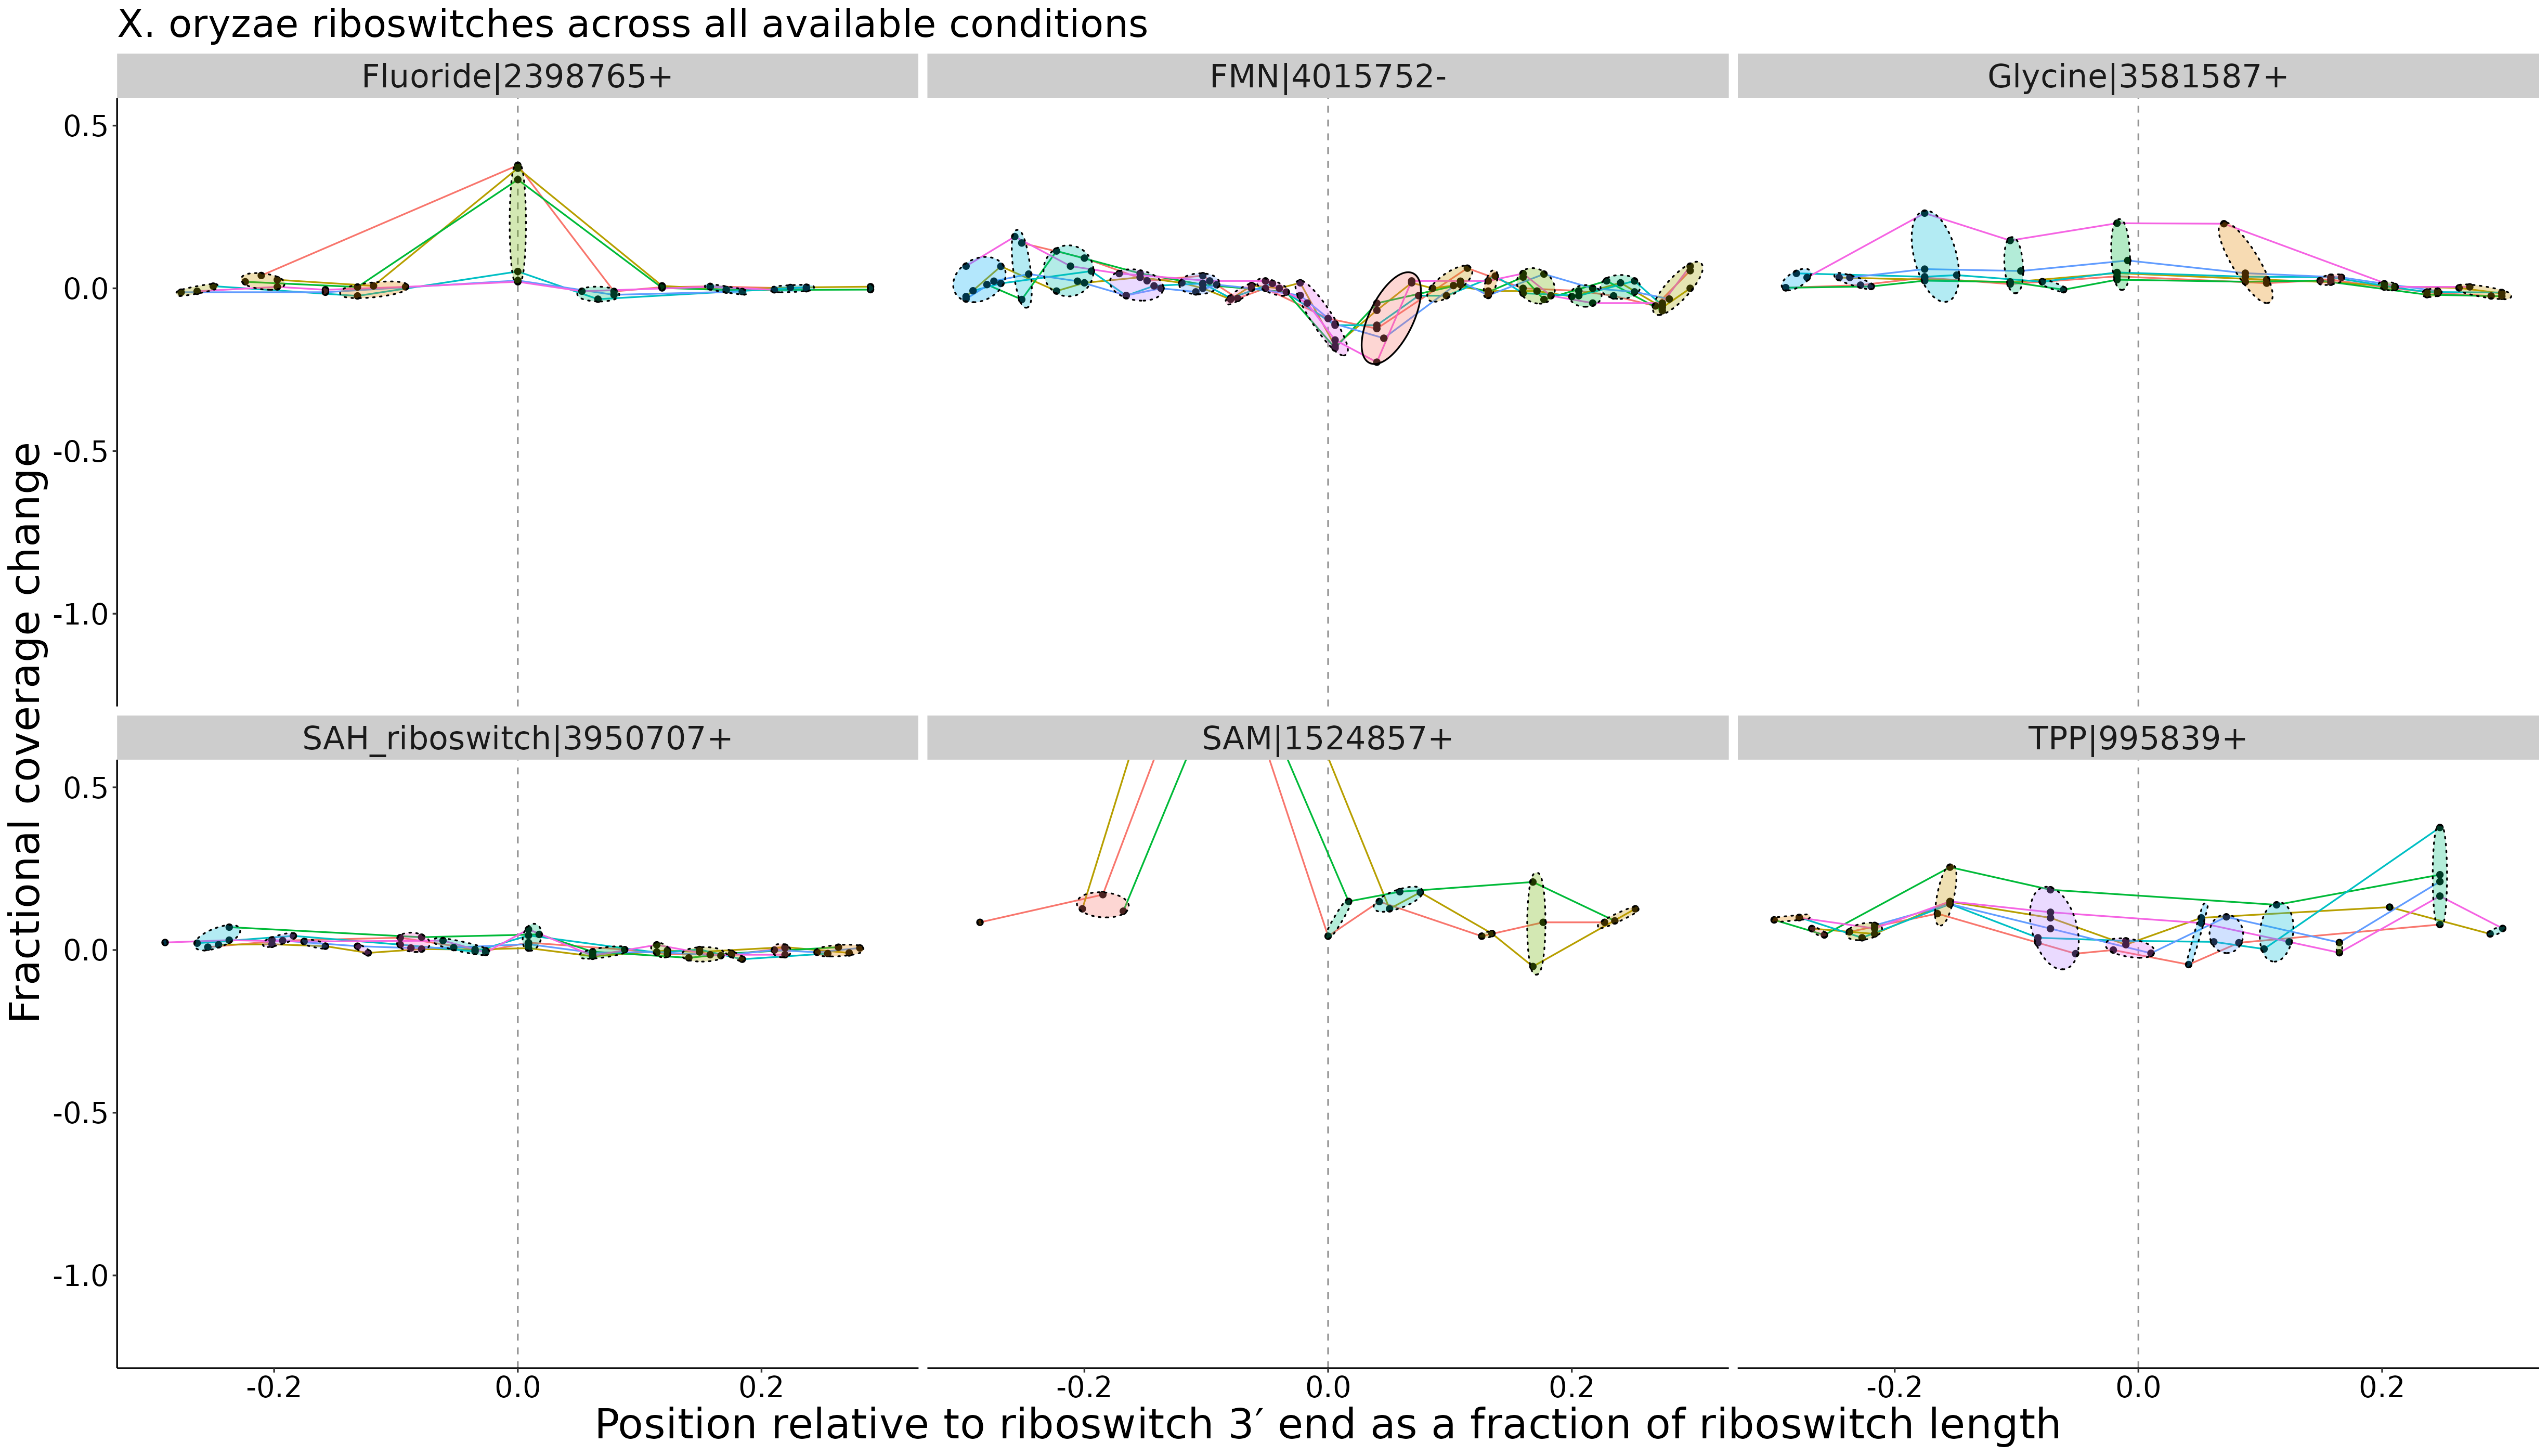 X. oryzae riboswitches across all available conditions
Fluoride|2398765+
FMN|4015752-
Glycine|3581587+
0.5
0.0
-0.5
-1.0
SAH_riboswitch|3950707+
SAM|1524857+
TPP|995839+
0.5
0.0
-0.5
-1.0
-0.2 0.0 0.2
-0.2 0.0 0.2
-0.2 0.0 0.2
Position relative to riboswitch 3′ end as a fraction of riboswitch length
Fractional coverage change